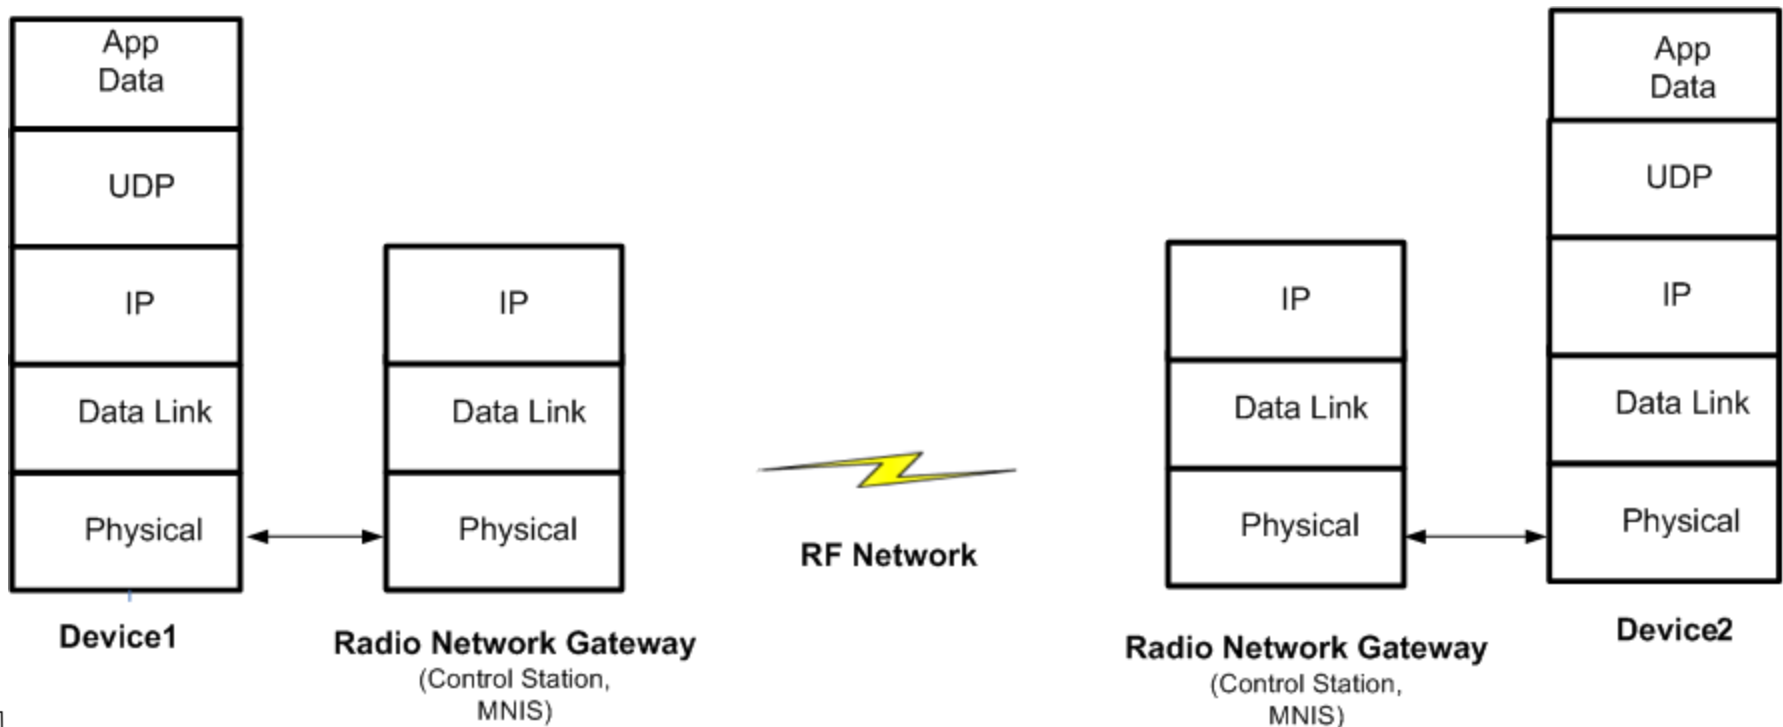 App
Data
UDP
IP
Data Link
Physical
Device1
IP
Data Link
Physical
Radio Network Gateway
(Control Station,
MNIS)
RF Network
IP
Data Link
Physical
Radio Network Gateway
(Control Station,
MNIS)
App
Data
UDP
IP
Data Link
Physical
Device2